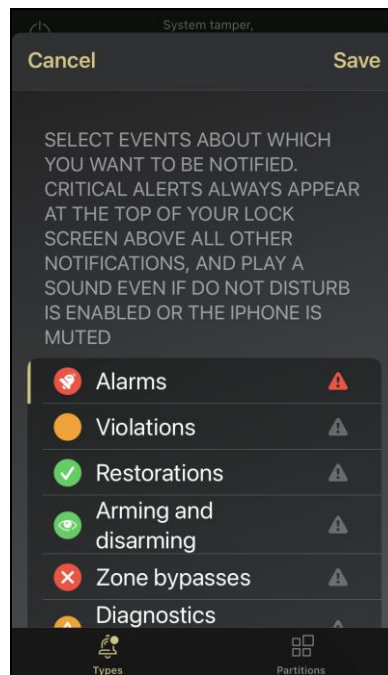 System tamper,
Cancel
Save
SELECT EVENTS ABOUT WHICH
YOU WANT TO BE NOTIFIED.
CRITICAL ALERTS ALWAYS APPEAR
AT THE TOP OF YOUR LOCK
SCREEN ABOVE ALL OTHER
NOTIFICATIONS, AND PLAY A
SOUND EVEN IF DO NOT DISTURB
IS ENABLED OR THE IPHONE IS
MUTED
Alarms
Violations
Restorations
Arming and
disarming
Zone bypasses
Diagnostics
Types
Partitions